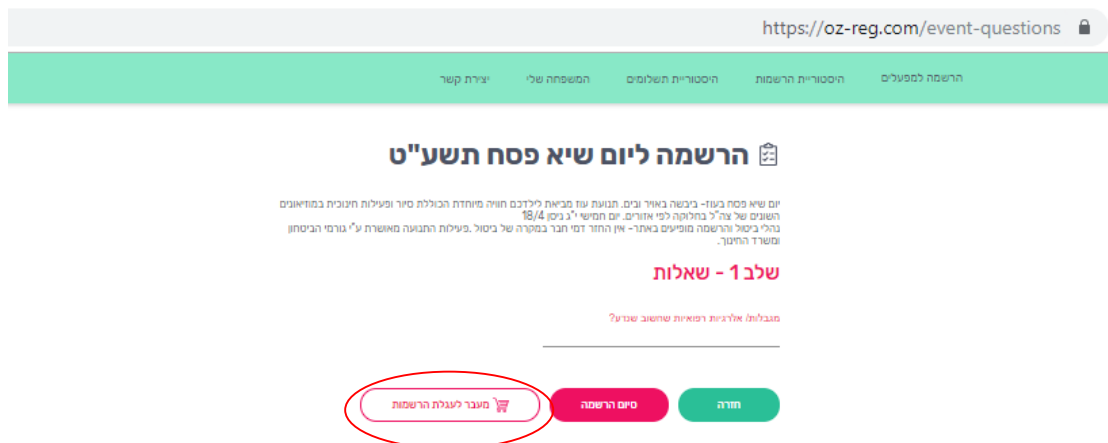 https://oz-reg.com/event-questions
הרשמה למפעלים היסטוריית הרשמות היסטוריית תשלומים המשפחה שלי יצירת קשר
הרשמה ליום שיא פסח תשע"ט
יום שיא פסח בעוז- ביבשה באויר ובים. תנועת עוז מביאת לילדכם חוויה מיוחדת הכוללת סיור ופעילות חינוכית במוזיאונים
השונים של צה"ל בחלוקה לפי אזורים. יום חמישי י"ג ניסן 18/4
נהלי ביטול והרשמה מופיעים באתר- אין החזר דמי חבר במקרה של ביטול .פעילות התנועה מאושרת ע"י גורמי הביטחון
ומשרד החינוך.
שלב 1 - שאלות
מגבלות/ אלרגיות רפואיות שחשוב שנדע?
חזרה סיום הרשמה מעבר לעגלת הרשמות